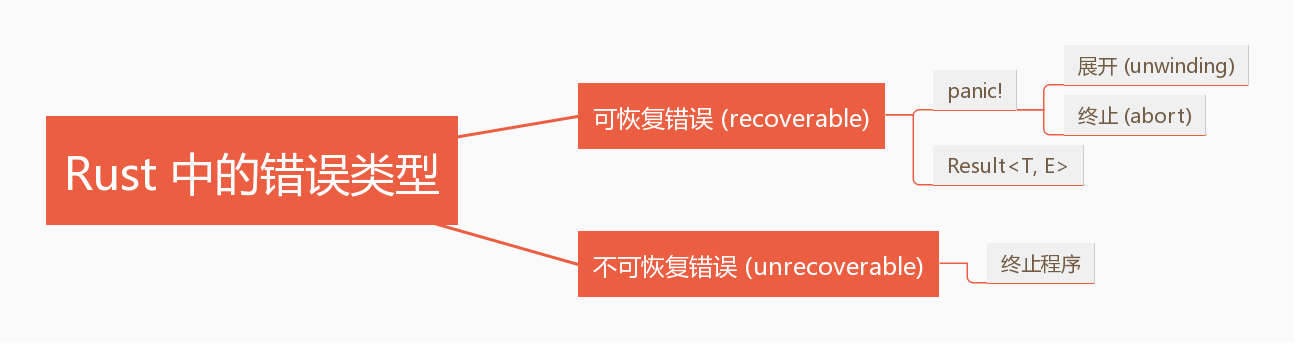 Rust 中的错误类型
可恢复错误 (recoverable)
panic!
展开 (unwinding)
终止 (abort)
Result<T, E>
不可恢复错误 (unrecoverable)
终止程序